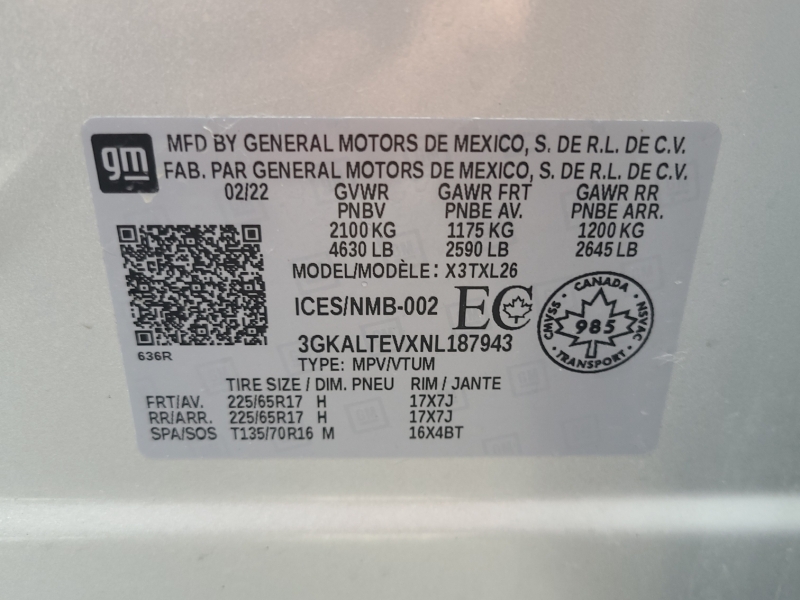 gm
MFD BY GENERAL MOTORS DE MEXICO, S. DE R.L. DE C.V.
FAB. PAR GENERAL MOTORS DE MEXICO, S. DE R.L. DE C.V.
02/22 GVWR GAWR FRT GAWR RR
PNBV PNBE AV. PNBE ARR.
2100 KG 1175 KG 1200 KG
4630 LB 2590 LB 2645 LB
MODEL/MODÈLE: X3TXL26
ICES/NMB-002 EC
CANADA
CMVSS 985 NSVAC
TRANSPORT
3GKALTEVXNL187943
636R
TYPE: MPV/VTUM
TIRE SIZE / DIM. PNEU RIM / JANTE
FRT/AV. 225/65R17 H 17X7J
RR/ARR. 225/65R17 H 17X7J
SPA/SOS T135/70R16 M 16X4BT